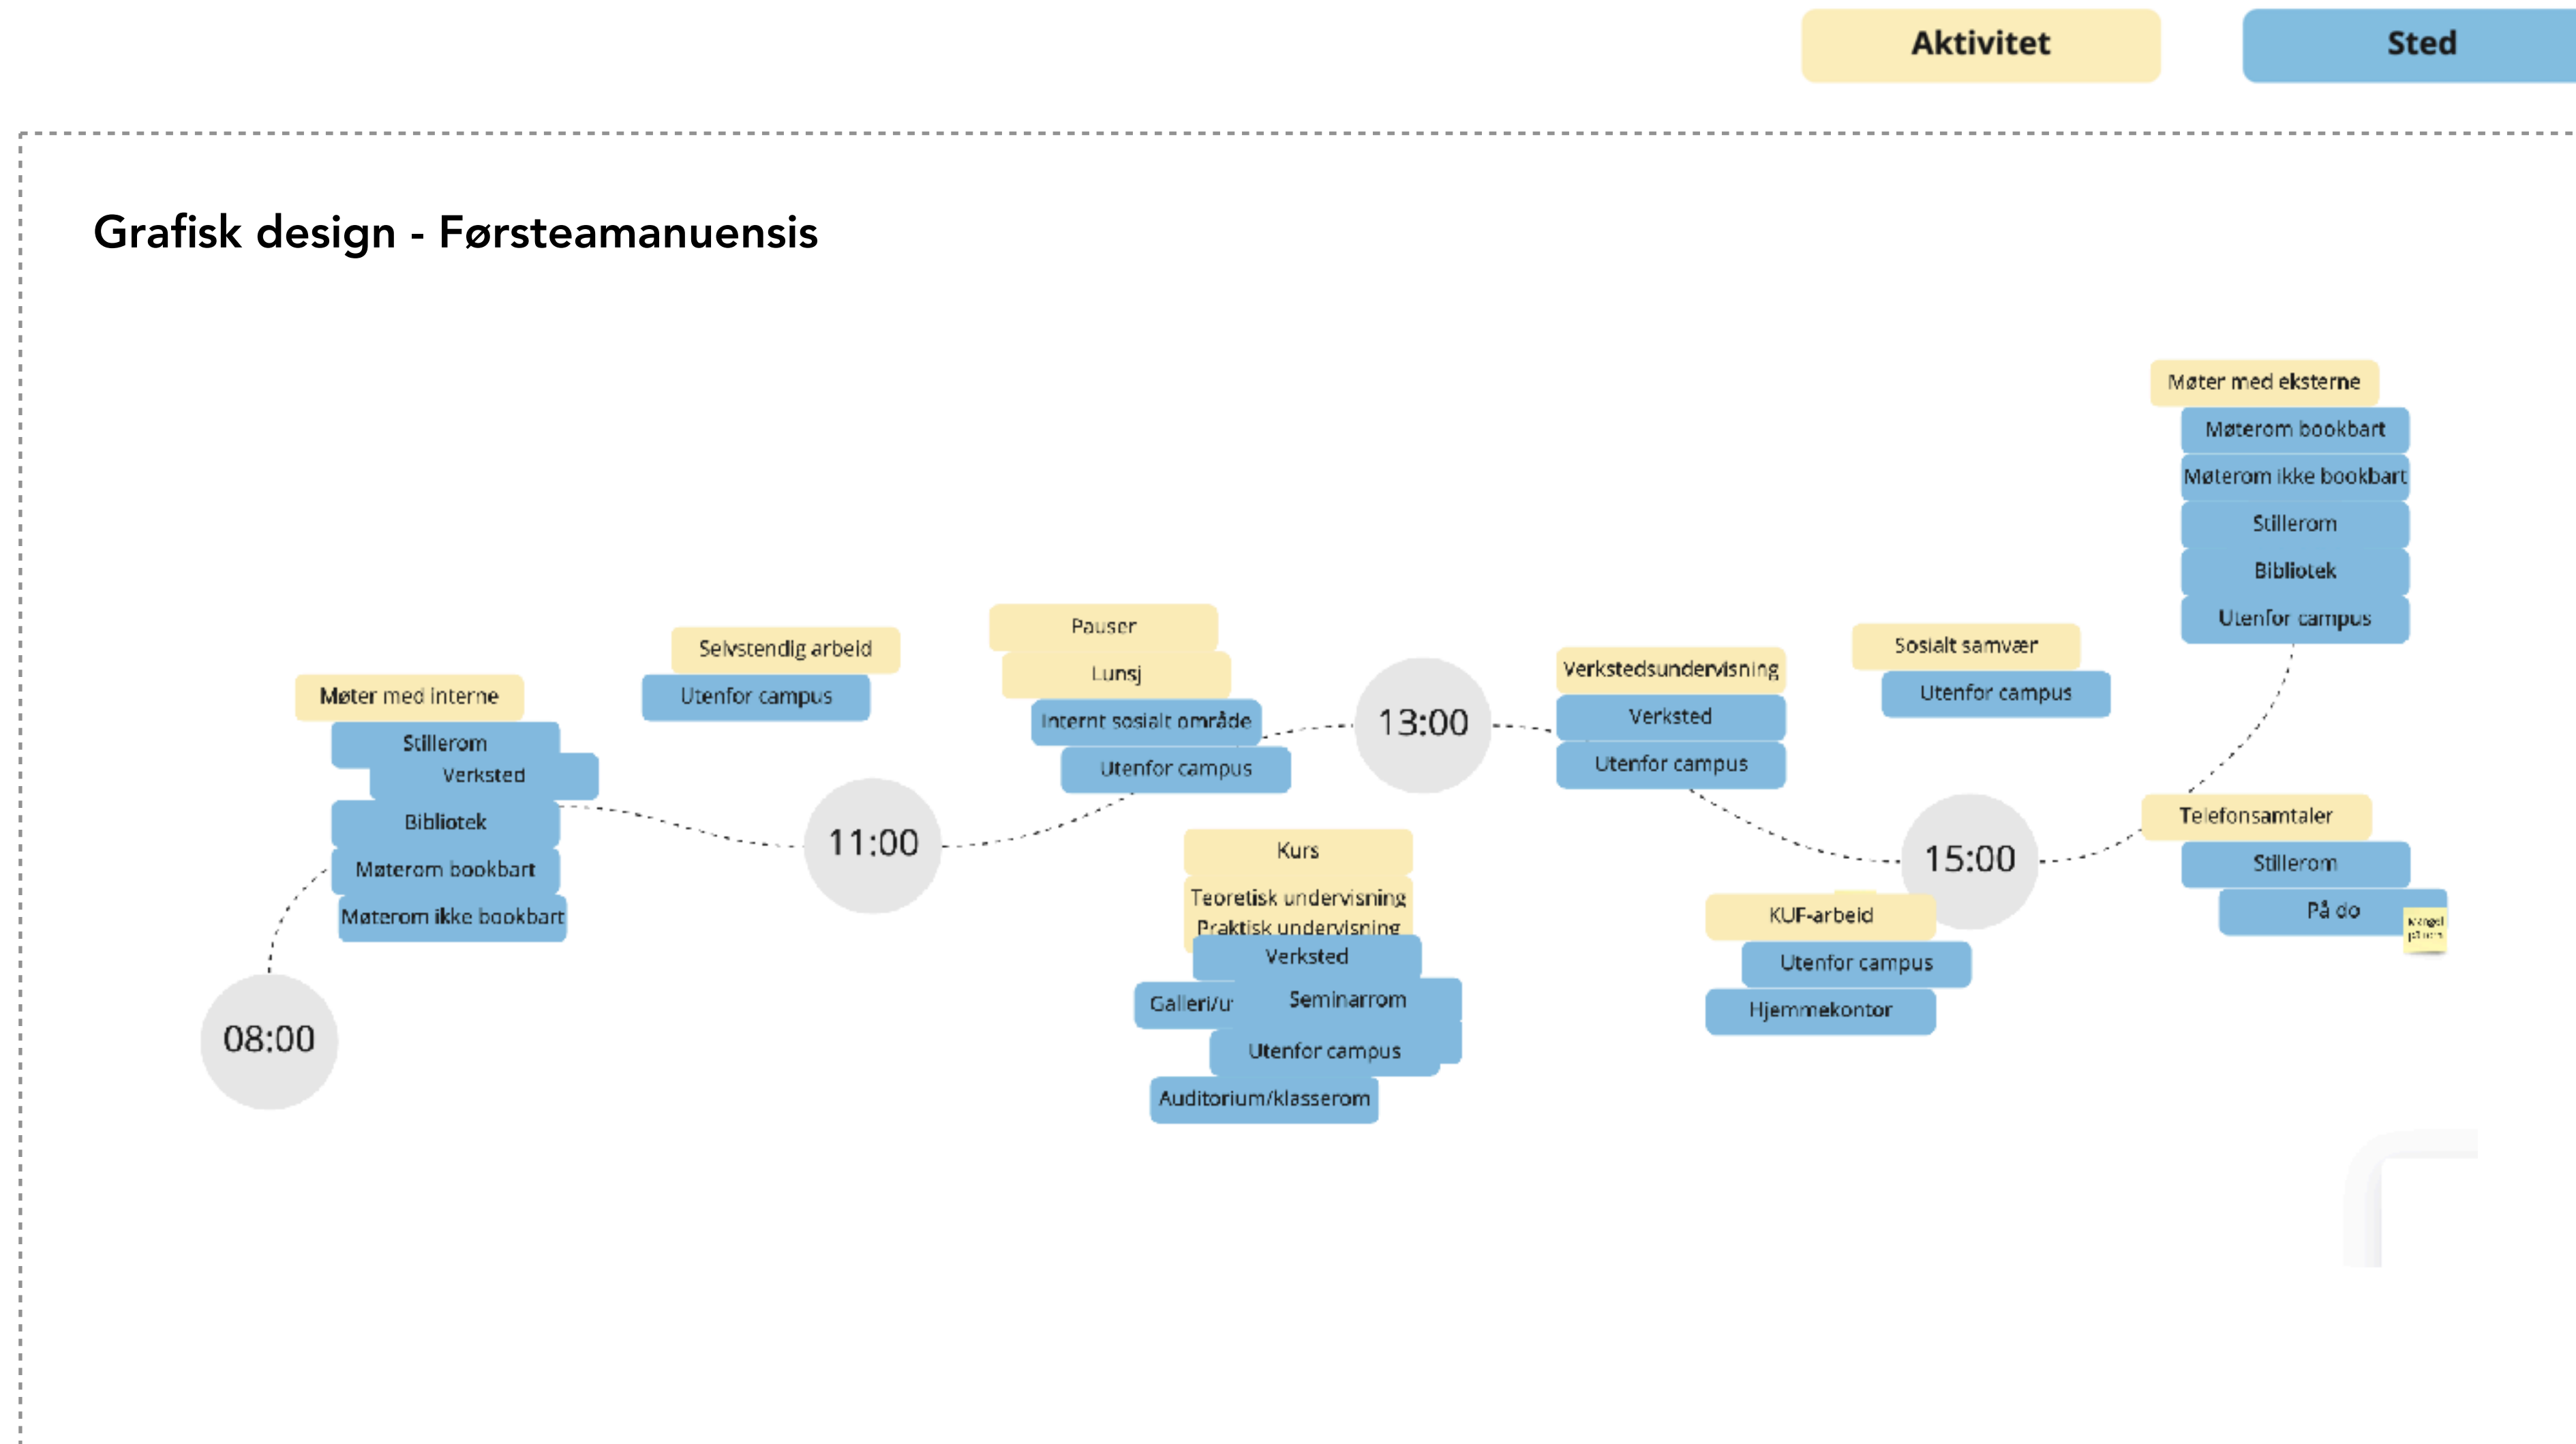 Aktivitet
Sted
Grafisk design - Førsteamanuensis
08:00
Møter med interne
Stillerom
Verksted
Bibliotek
Møterom bookbart
Møterom ikke bookbart
Selvstendig arbeid
Utenfor campus
11:00
Pauser
Lunsj
Internt sosialt område
Utenfor campus
Kurs
Teoretisk undervisning
Praktisk undervisning
Verksted
Galleri/u
Seminarrom
Utenfor campus
Auditorium/klasserom
13:00
Verkstedsundervisning
Verksted
Utenfor campus
Sosialt samvær
Utenfor campus
15:00
KUF-arbeid
Utenfor campus
Hjemmekontor
Møter med eksterne
Møterom bookbart
Møterom ikke bookbart
Stillerom
Bibliotek
Utenfor campus
Telefonsamtaler
Stillerom
På do